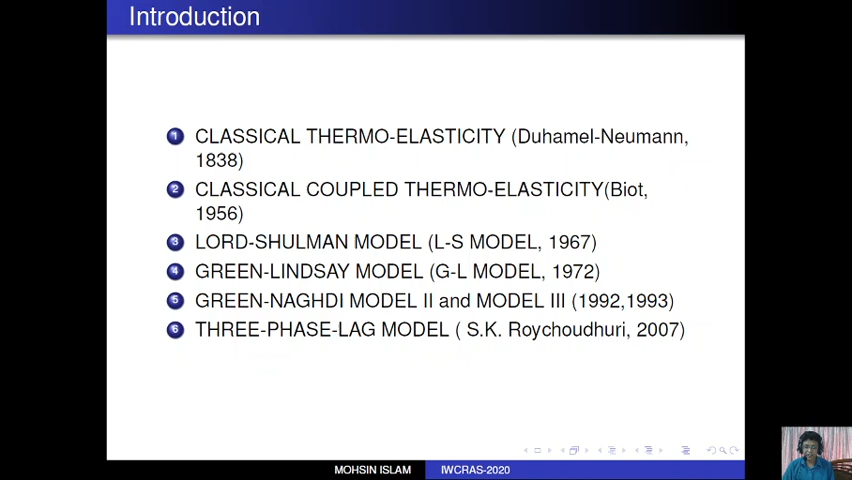 Introduction
1 CLASSICAL THERMO-ELASTICITY (Duhamel-Neumann,
1838)
2 CLASSICAL COUPLED THERMO-ELASTICITY(Biot,
1956)
3 LORD-SHULMAN MODEL (L-S MODEL, 1967)
4 GREEN-LINDSAY MODEL (G-L MODEL, 1972)
5 GREEN-NAGHDI MODEL II and MODEL III (1992,1993)
6 THREE-PHASE-LAG MODEL ( S.K. Roychoudhuri, 2007)
MOHSIN ISLAM IWCRAS-2020